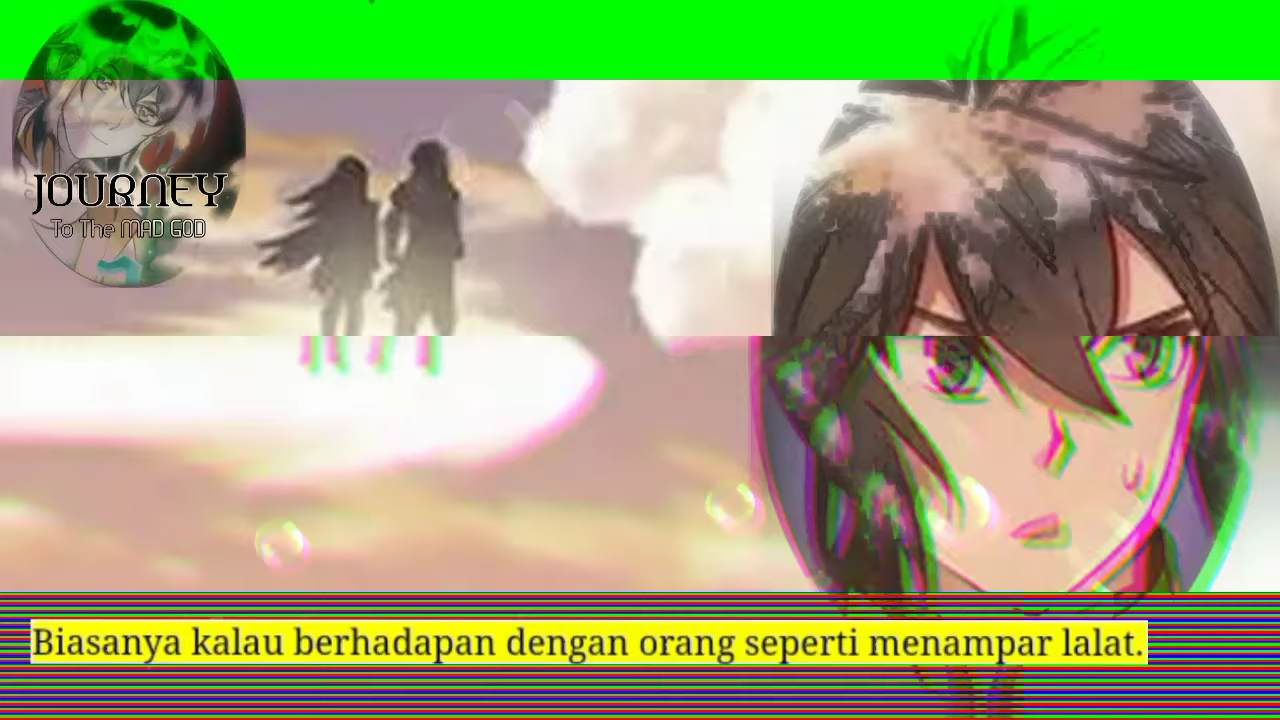 JOURNEY
To The MAD GOD
Biasanya kalau berhadapan dengan orang seperti menampar lalat.